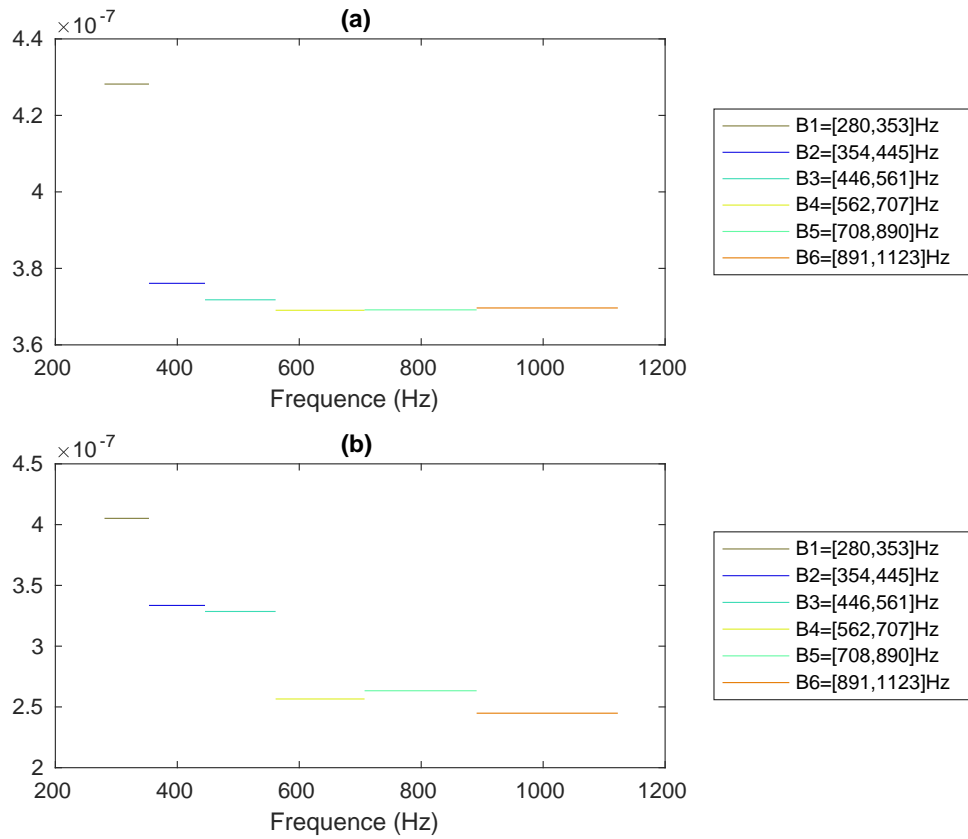 (a)
×10-7
4.4
4.2
4
3.8
3.6
200 400 600 800 1000 1200
Frequence (Hz)
B1=[280,353]Hz
B2=[354,445]Hz
B3=[446,561]Hz
B4=[562,707]Hz
B5=[708,890]Hz
B6=[891,1123]Hz
(b)
×10-7
4.5
4
3.5
3
2.5
2
200 400 600 800 1000 1200
Frequence (Hz)
B1=[280,353]Hz
B2=[354,445]Hz
B3=[446,561]Hz
B4=[562,707]Hz
B5=[708,890]Hz
B6=[891,1123]Hz